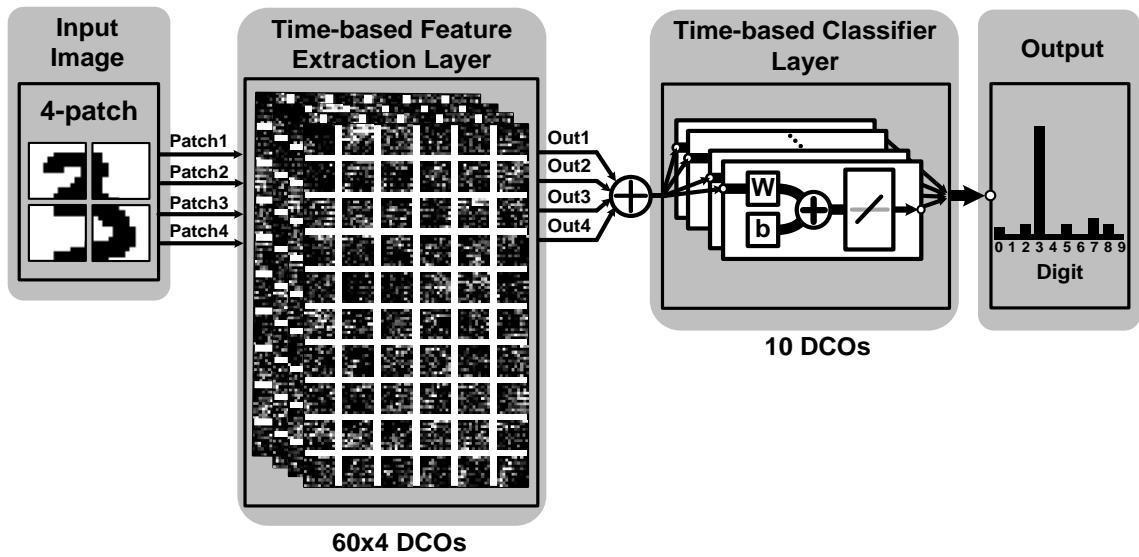 Input
Image
4-patch
Patch1
Patch2
Patch3
Patch4
Time-based Feature
Extraction Layer
60x4 DCOs
Out1
Out2
Out3
Out4
Time-based Classifier
Layer
W
b
10 DCOs
Output
0 1 2 3 4 5 6 7 8 9
Digit